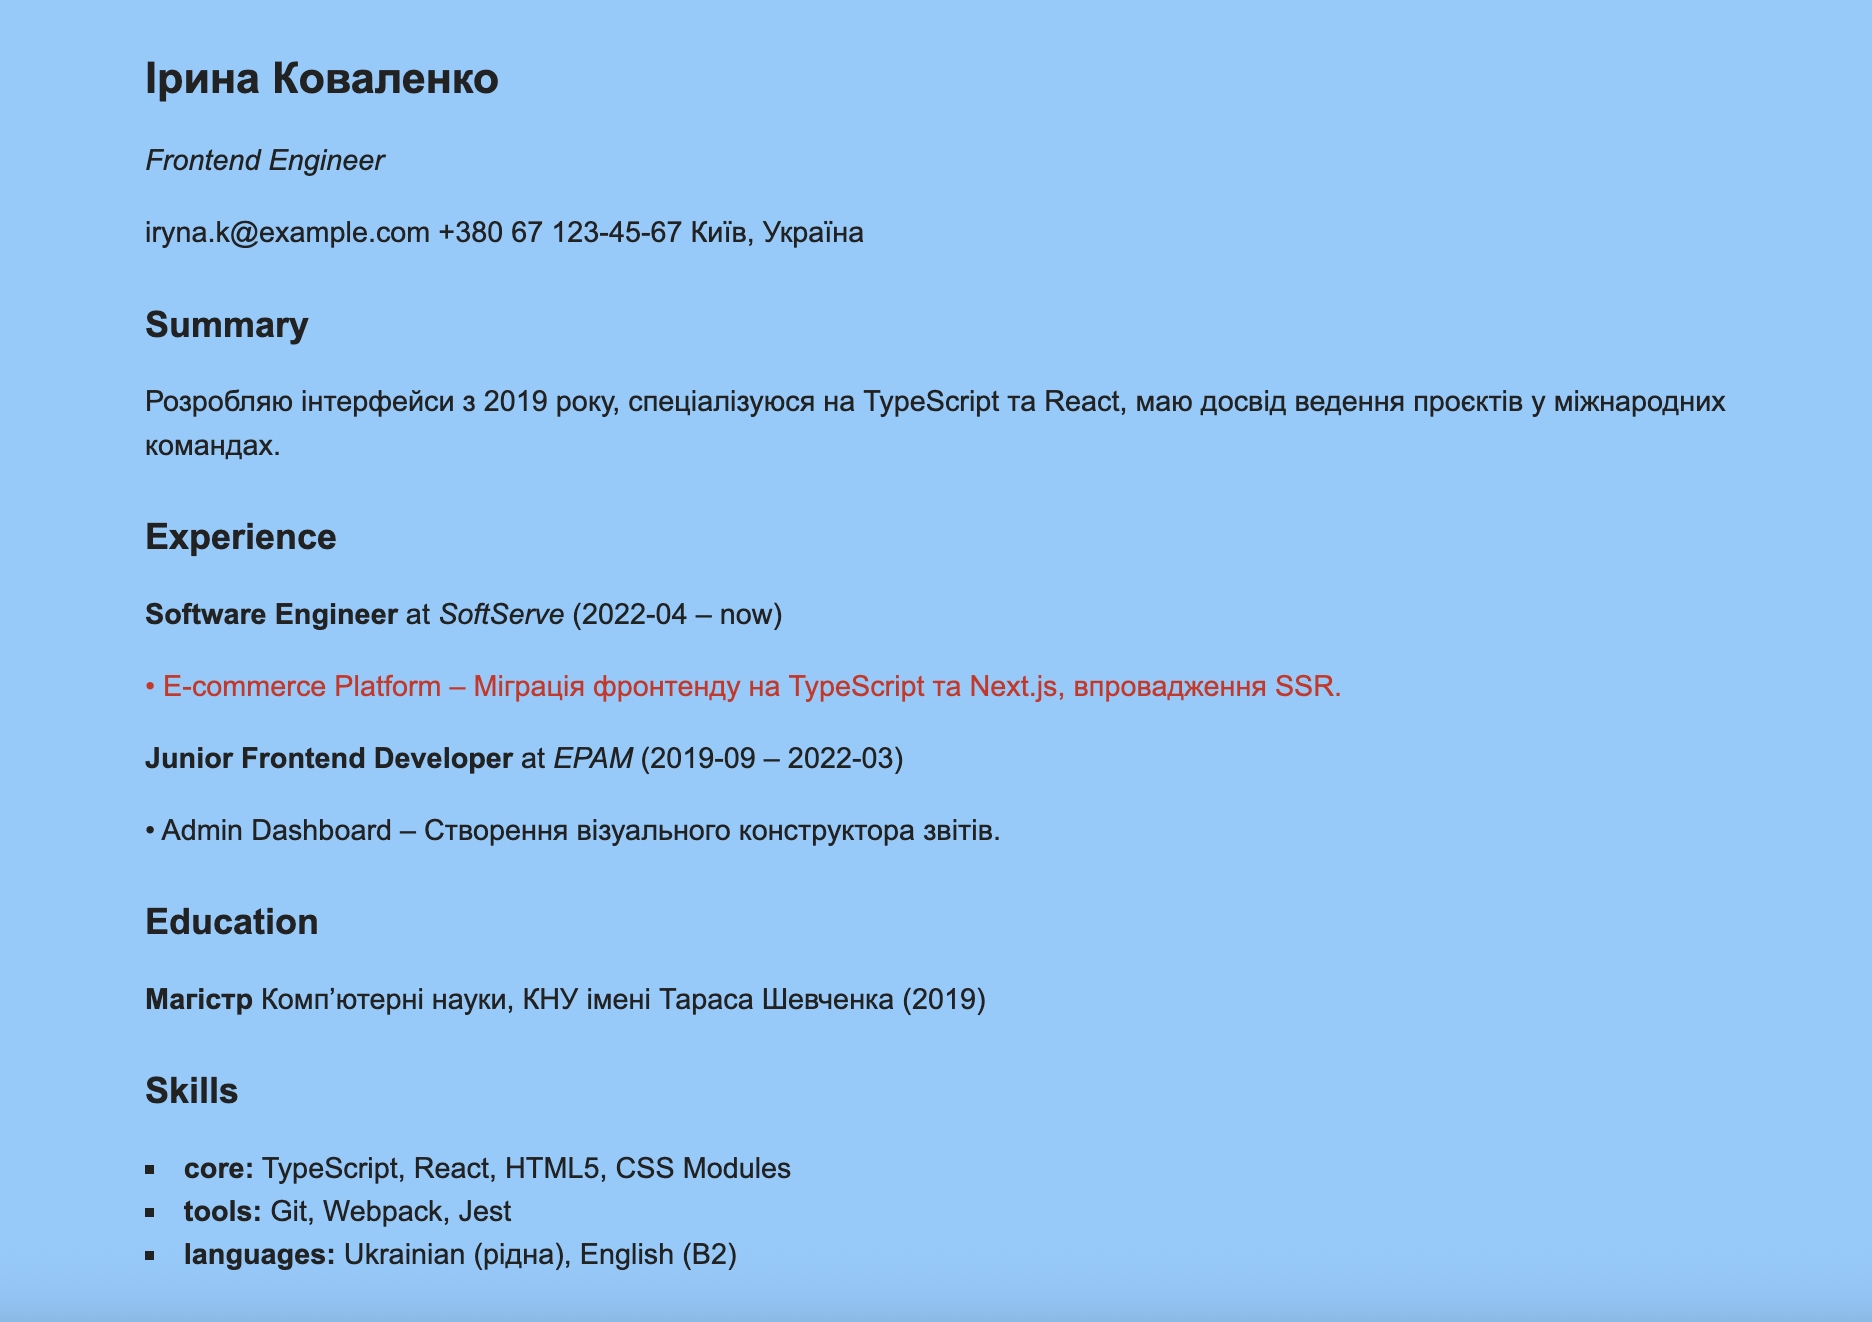 Ірина Коваленко
Frontend Engineer
iryna.k@example.com +380 67 123-45-67 Київ, Україна
Summary
Розробляю інтерфейси з 2019 року, спеціалізуюся на TypeScript та React, маю досвід ведення проєктів у міжнародних
командах.
Experience
Software Engineer at SoftServe (2022-04 – now)
• E-commerce Platform – Міграція фронтенду на TypeScript та Next.js, впровадження SSR.
Junior Frontend Developer at EPAM (2019-09 – 2022-03)
• Admin Dashboard – Створення візуального конструктора звітів.
Education
Магістр Комп’ютерні науки, КНУ імені Тараса Шевченка (2019)
Skills
▪ core: TypeScript, React, HTML5, CSS Modules
▪ tools: Git, Webpack, Jest
▪ languages: Ukrainian (рідна), English (B2)